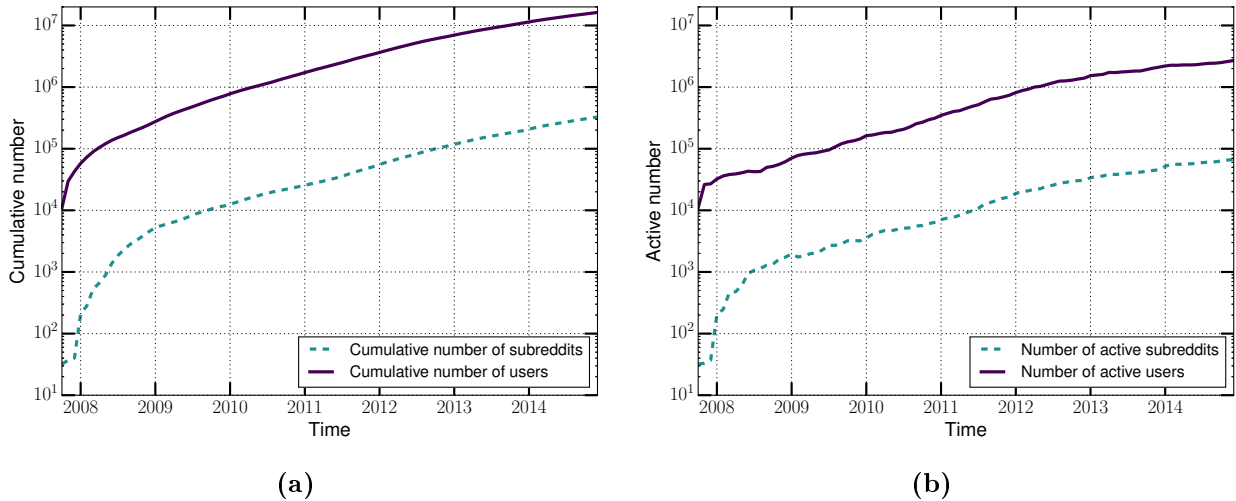 10^7
10^6
10^5
10^4
10^3
10^2
10^1
Cumulative number
2008 2009 2010 2011 2012 2013 2014
Time
Cumulative number of subreddits
Cumulative number of users
(a)
10^7
10^6
10^5
10^4
10^3
10^2
10^1
Active number
2008 2009 2010 2011 2012 2013 2014
Time
Number of active subreddits
Number of active users
(b)